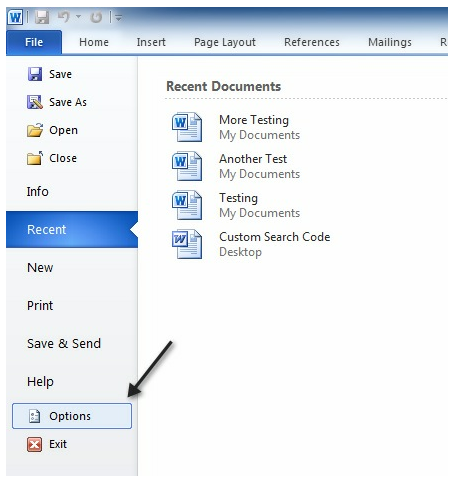 File Home Insert Page Layout References Mailings R
Save
Save As
Open
Close
Info
Recent
New
Print
Save & Send
Help
Options
Exit
Recent Documents
More Testing
My Documents
Another Test
My Documents
Testing
My Documents
Custom Search Code
Desktop